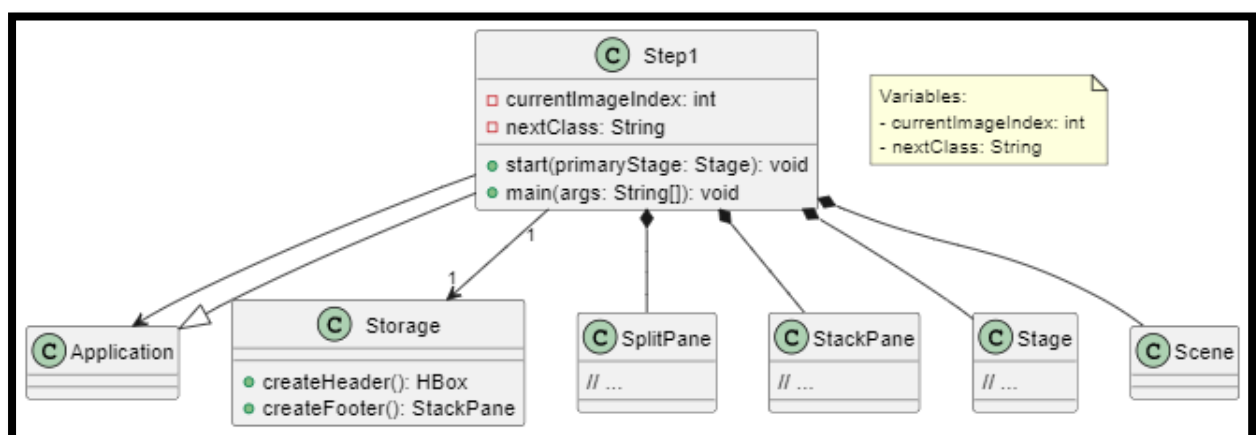 C Step1
currentImageIndex: int
nextClass: String
start(primaryStage: Stage): void
main(args: String[]): void
Variables:
- currentImageIndex: int
- nextClass: String
1
1
C Application
C Storage
createHeader(): HBox
createFooter(): StackPane
C SplitPane
// ...
C StackPane
// ...
C Stage
// ...
C Scene